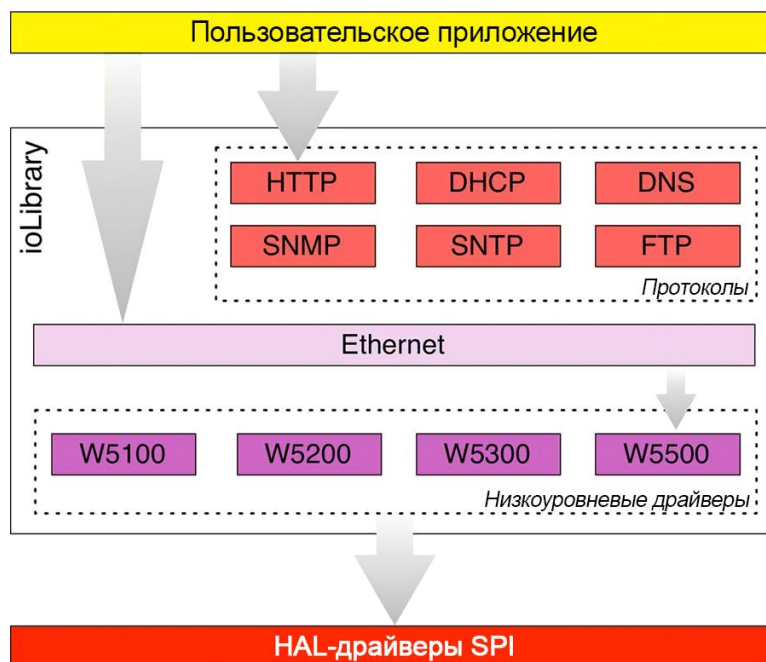 Пользовательское приложение
ioLibrary
HTTP DHCP DNS
SNMP SNTP FTP
Протоколы
Ethernet
W5100 W5200 W5300 W5500
Низкоуровневые драйверы
HAL-драйверы SPI